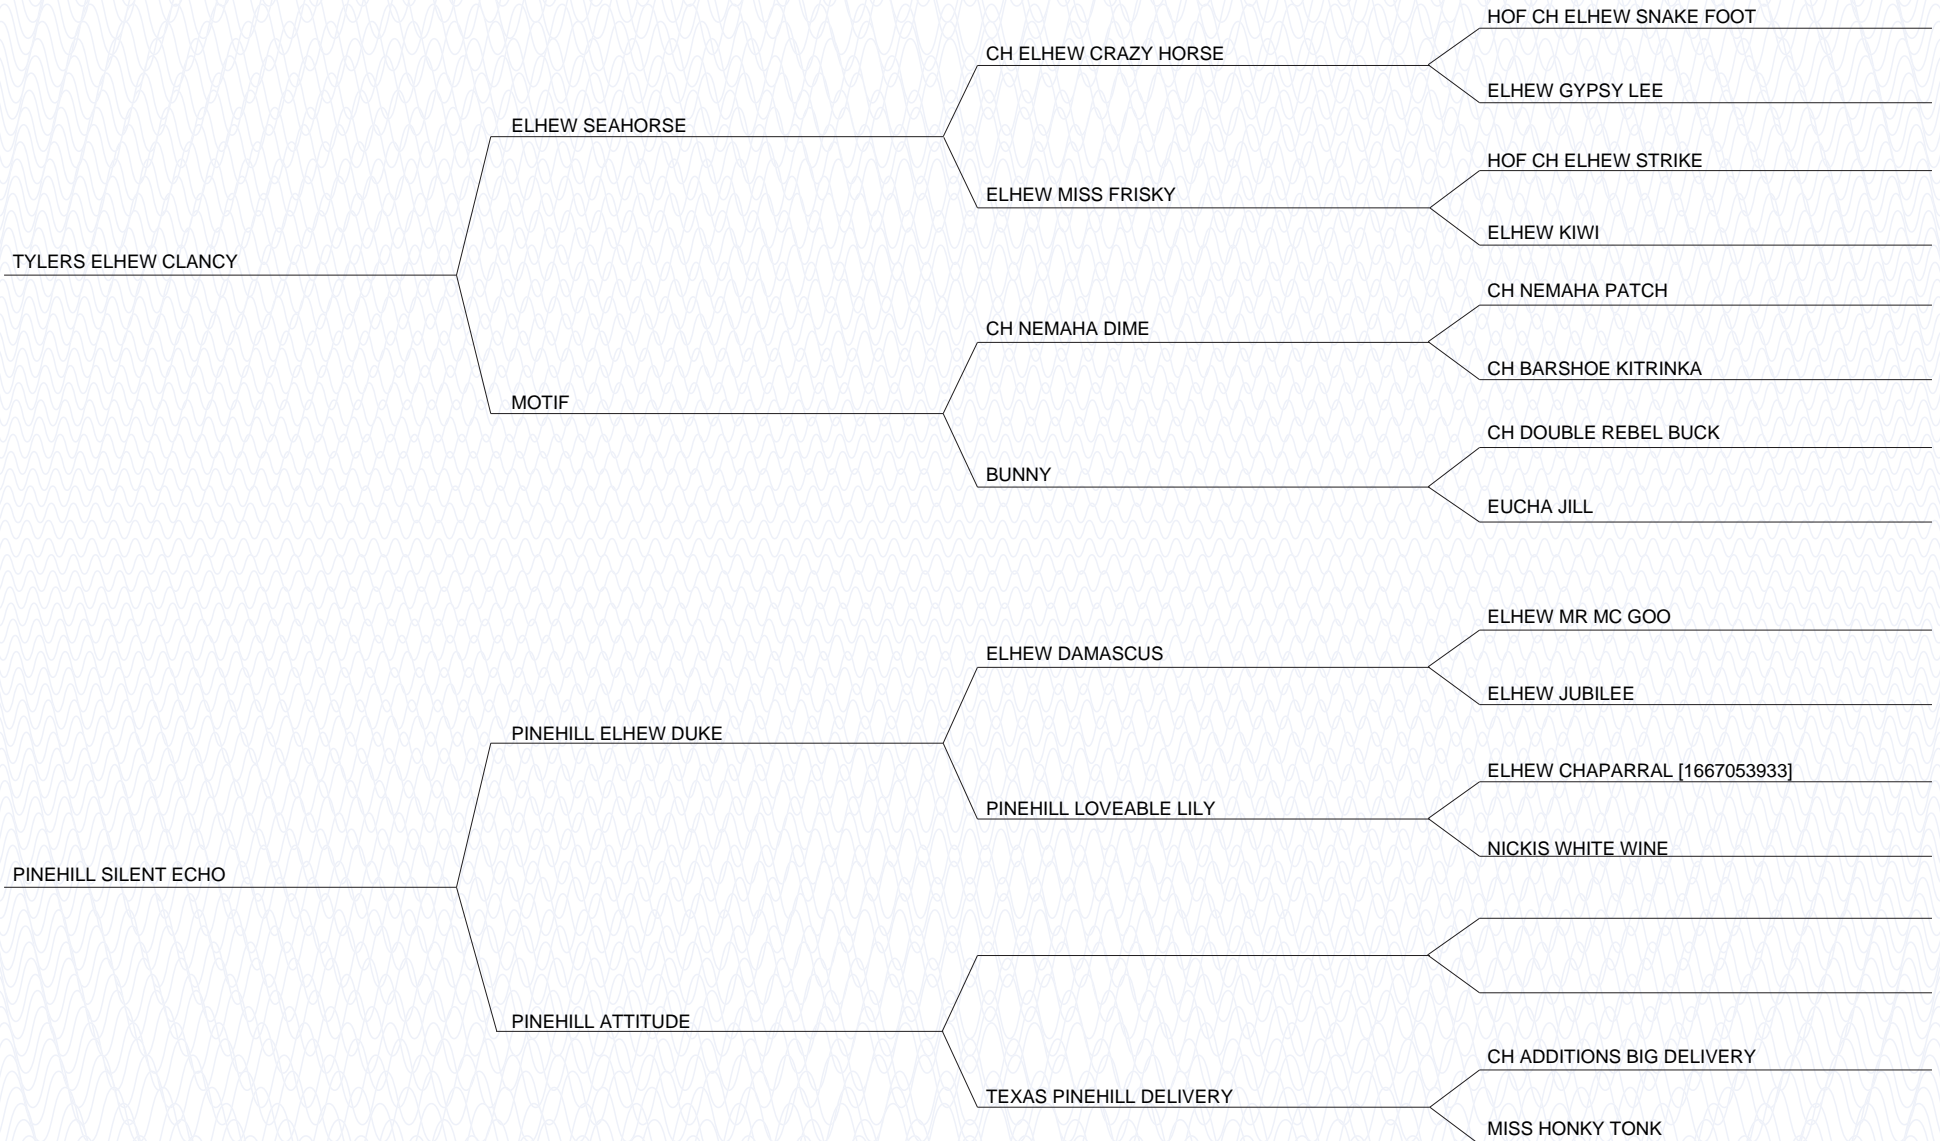 HOF CH ELHEW SNAKE FOOT
CH ELHEW CRAZY HORSE
ELHEW GYPSY LEE
ELHEW SEAHORSE
HOF CH ELHEW STRIKE
ELHEW MISS FRISKY
ELHEW KIWI
TYLERS ELHEW CLANCY
CH NEMAHA PATCH
CH NEMAHA DIME
CH BARSHOE KITRINKA
MOTIF
CH DOUBLE REBEL BUCK
BUNNY
EUCHA JILL
ELHEW MR MC GOO
ELHEW DAMASCUS
ELHEW JUBILEE
PINEHILL ELHEW DUKE
ELHEW CHAPARRAL [1667053933]
PINEHILL LOVEABLE LILY
NICKIS WHITE WINE
PINEHILL SILENT ECHO
PINEHILL ATTITUDE
CH ADDITIONS BIG DELIVERY
TEXAS PINEHILL DELIVERY
MISS HONKY TONK